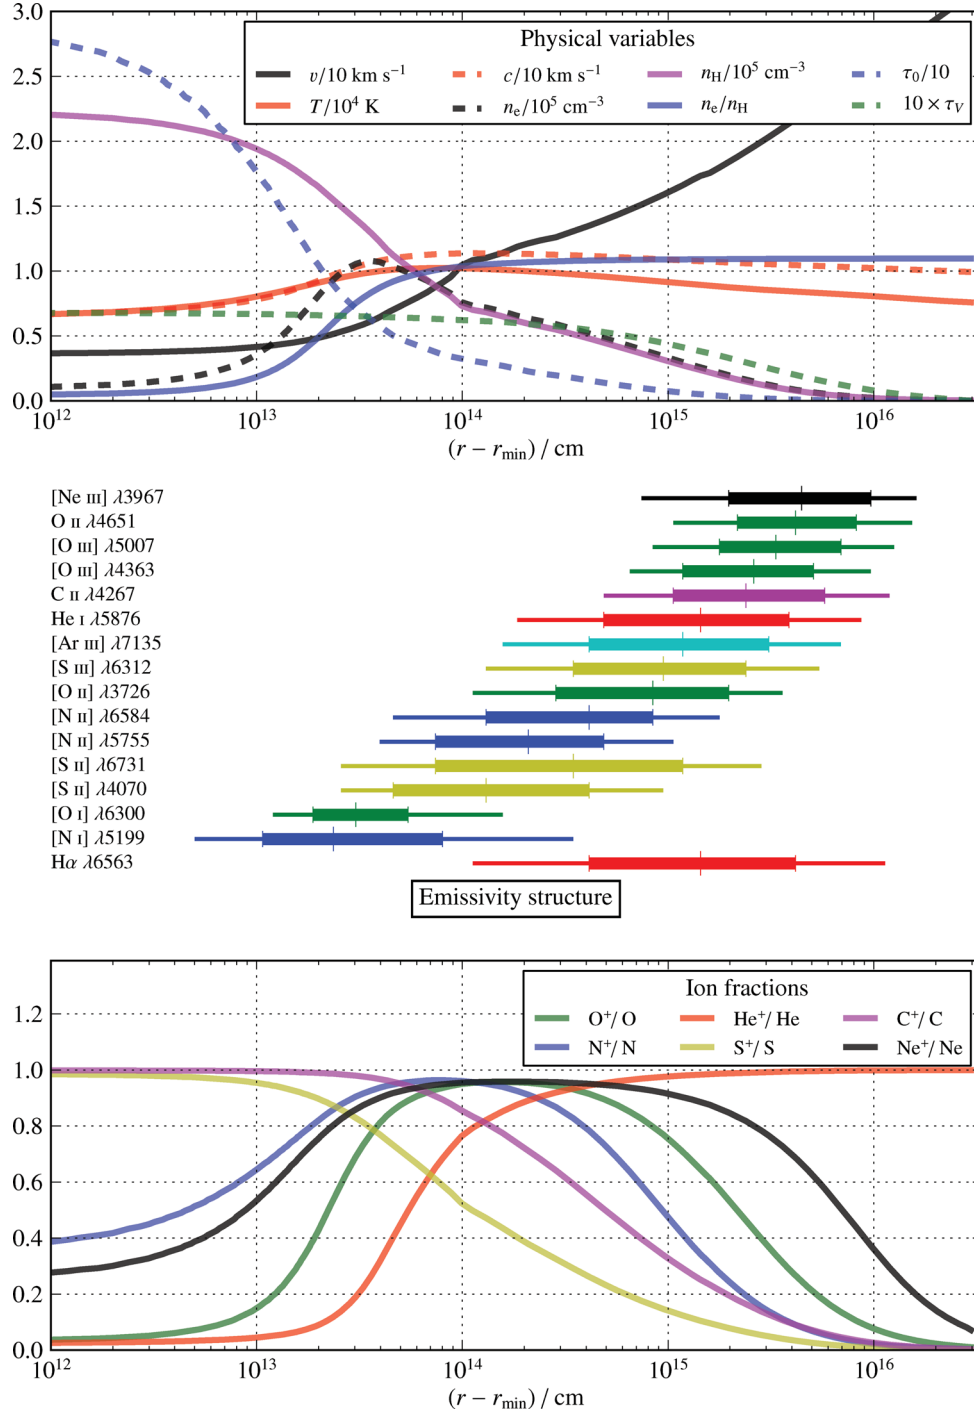 3.0
2.5
2.0
1.5
1.0
0.5
0.0
Physical variables
v/10 km s⁻¹
c/10 km s⁻¹
n_H/10⁵ cm⁻³
τ₀/10
T/10⁴ K
n_e/10⁵ cm⁻³
n_e/n_H
10 × τ_V
10¹² 10¹³ 10¹⁴ 10¹⁵ 10¹⁶
(r − r_min) / cm
[Ne III] λ3967
O II λ4651
[O III] λ5007
[O III] λ4363
C II λ4267
He I λ5876
[Ar III] λ7135
[S III] λ6312
[O II] λ3726
[N II] λ6584
[N II] λ5755
[S II] λ6731
[S II] λ4070
[O I] λ6300
[N I] λ5199
Hα λ6563
Emissivity structure
1.2
1.0
0.8
0.6
0.4
0.2
0.0
Ion fractions
O⁺/ O
He⁺/ He
C⁺/ C
N⁺/ N
S⁺/ S
Ne⁺/ Ne
10¹² 10¹³ 10¹⁴ 10¹⁵ 10¹⁶
(r − r_min) / cm